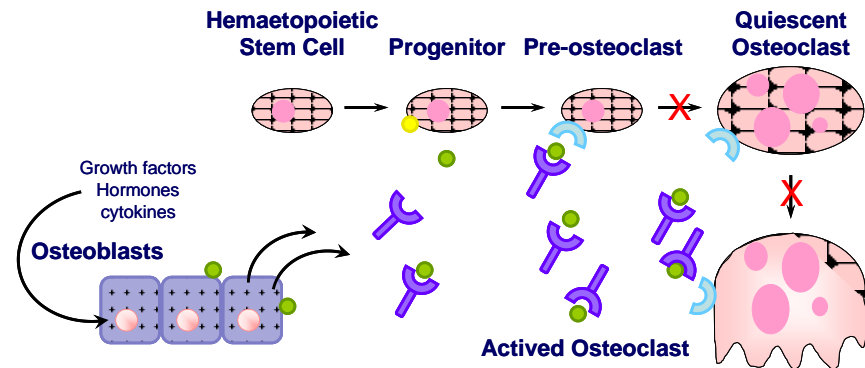 Hemaetopoietic
Stem Cell
Progenitor
Pre-osteoclast
Quiescent
Osteoclast
X
Growth factors
Hormones
cytokines
X
Osteoblasts
Actived Osteoclast